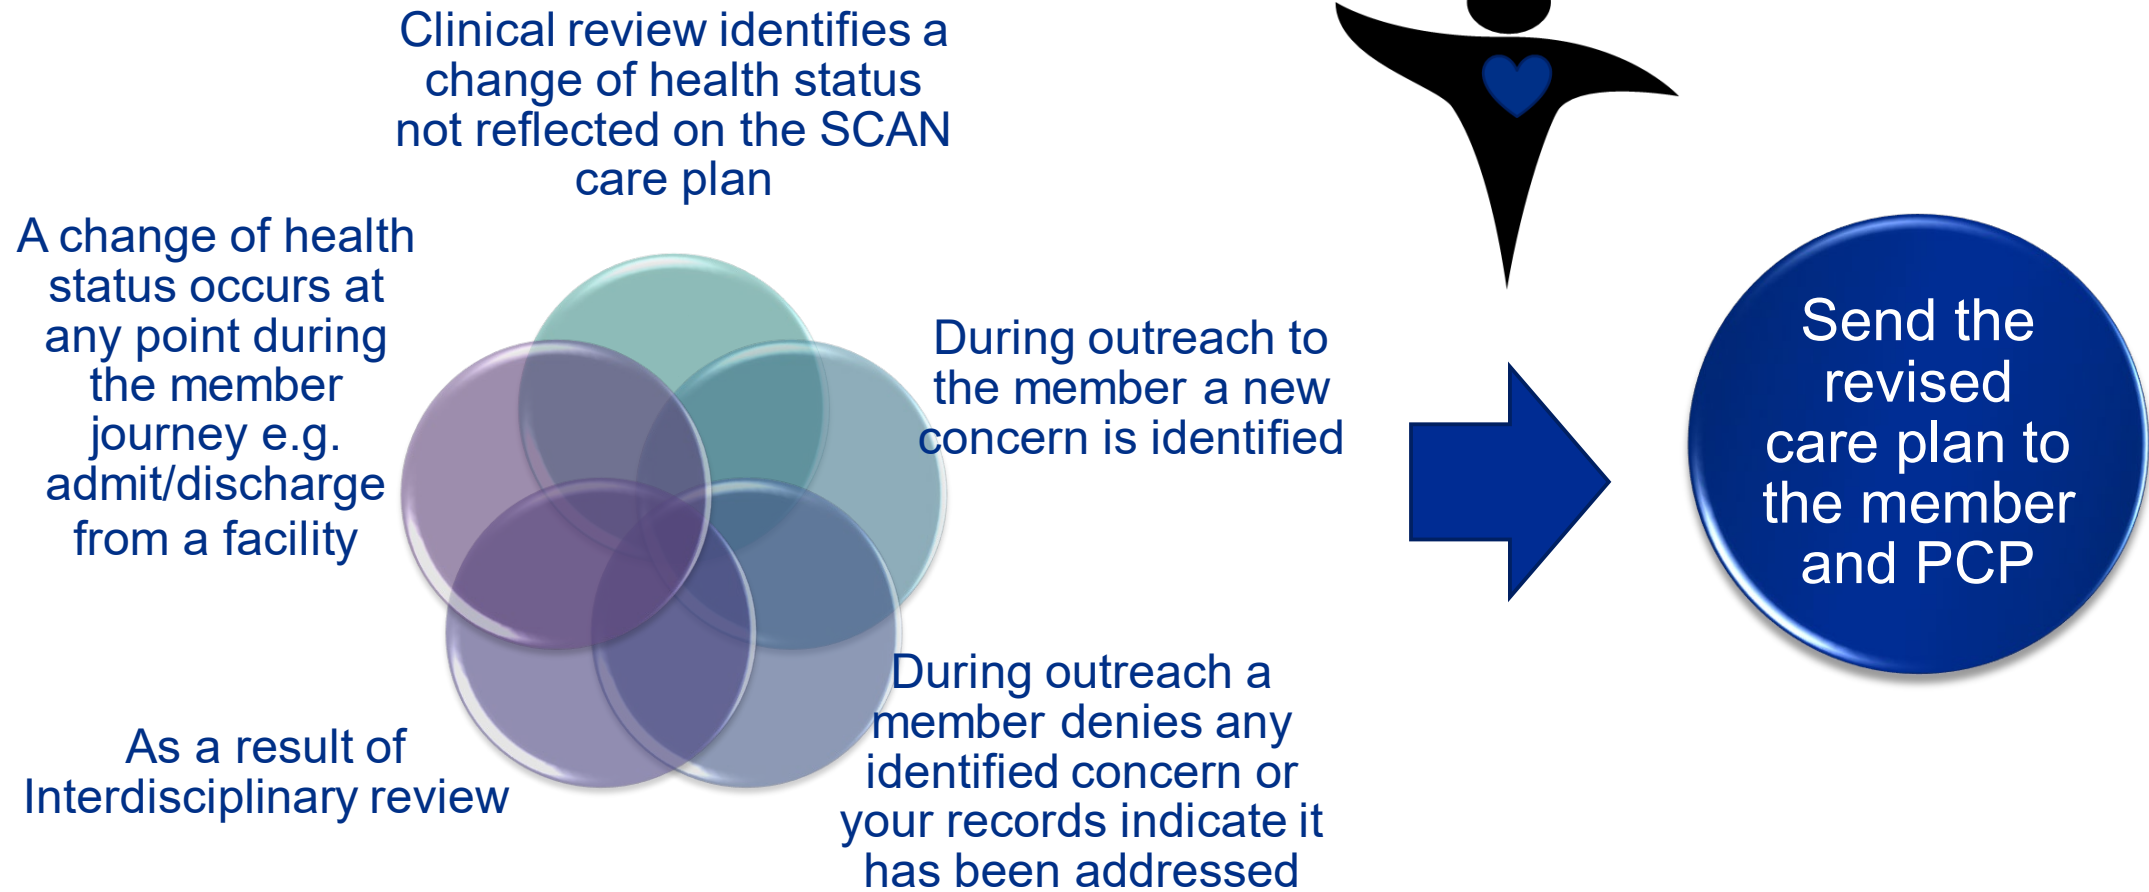 Clinical review identifies a
change of health status
not reflected on the SCAN
care plan
A change of health
status occurs at
any point during
the member
journey e.g.
admit/discharge
from a facility
During outreach to
the member a new
concern is identified
During outreach a
member denies any
identified concern or
your records indicate it
has been addressed
As a result of
Interdisciplinary review
Send the
revised
care plan to
the member
and PCP